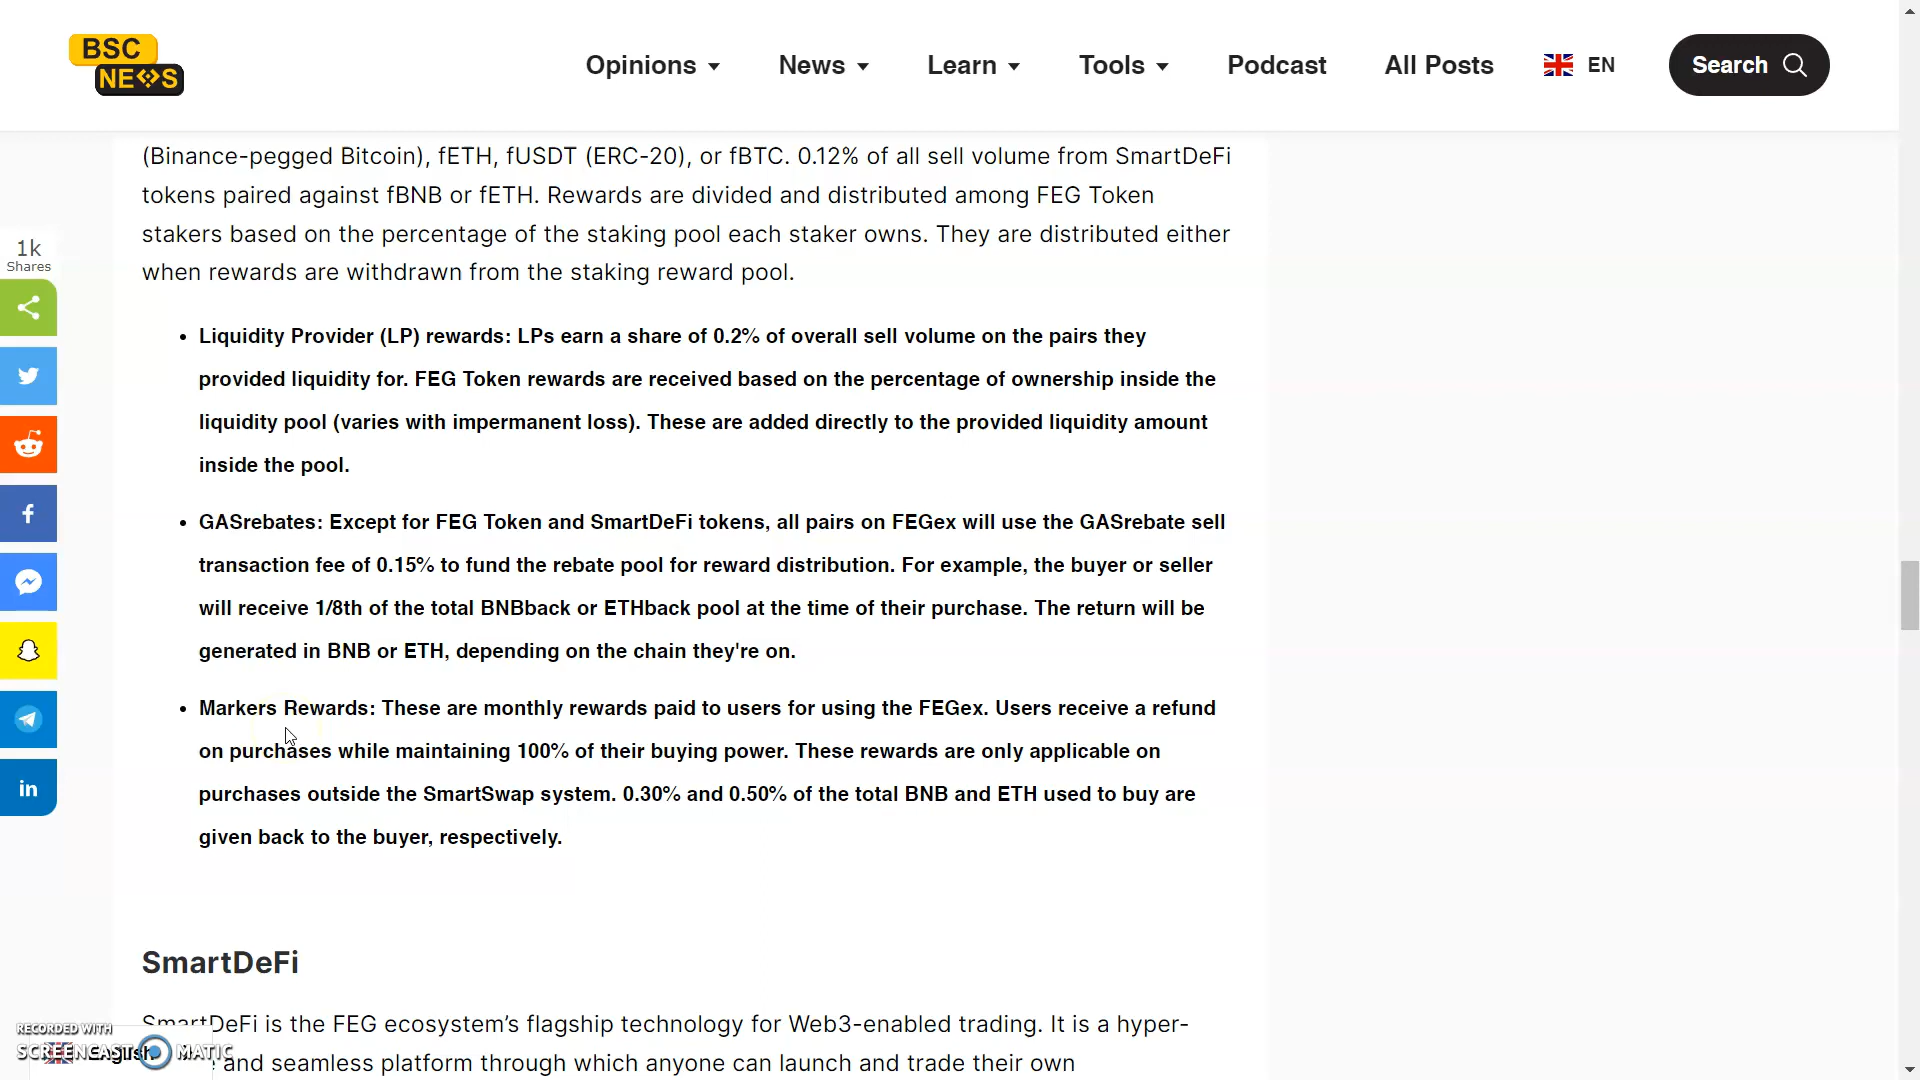 BSC
NEWS
Opinions
News
Learn
Tools
Podcast
All Posts
EN
Search
(Binance-pegged Bitcoin), fETH, fUSDT (ERC-20), or fBTC. 0.12% of all sell volume from SmartDeFi
tokens paired against fBNB or fETH. Rewards are divided and distributed among FEG Token
stakers based on the percentage of the staking pool each staker owns. They are distributed either
when rewards are withdrawn from the staking reward pool.
1k
Shares
• Liquidity Provider (LP) rewards: LPs earn a share of 0.2% of overall sell volume on the pairs they
provided liquidity for. FEG Token rewards are received based on the percentage of ownership inside the
liquidity pool (varies with impermanent loss). These are added directly to the provided liquidity amount
inside the pool.
• GASrebates: Except for FEG Token and SmartDeFi tokens, all pairs on FEGex will use the GASrebate sell
transaction fee of 0.15% to fund the rebate pool for reward distribution. For example, the buyer or seller
will receive 1/8th of the total BNBback or ETHback pool at the time of their purchase. The return will be
generated in BNB or ETH, depending on the chain they're on.
• Markers Rewards: These are monthly rewards paid to users for using the FEGex. Users receive a refund
on purchases while maintaining 100% of their buying power. These rewards are only applicable on
purchases outside the SmartSwap system. 0.30% and 0.50% of the total BNB and ETH used to buy are
given back to the buyer, respectively.
SmartDeFi
SmartDeFi is the FEG ecosystem’s flagship technology for Web3-enabled trading. It is a hyper-
and seamless platform through which anyone can launch and trade their own
RECORDED WITH
SCREENCAST MATIC
English